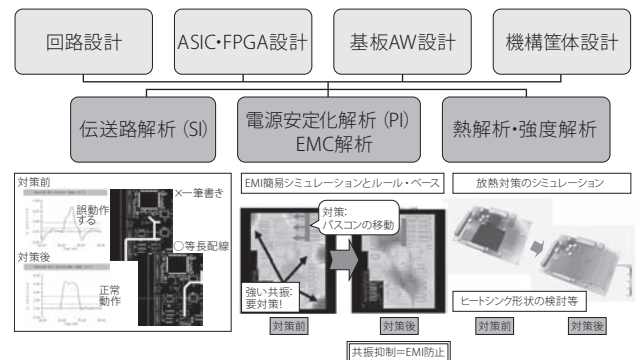 回路設計
ASIC・FPGA設計
基板AW設計
機構筐体設計
伝送路解析（SI）
電源安定化解析（PI）
EMC解析
熱解析・強度解析
対策前
誤動作
する
×一筆書き
対策後
正常
動作
○等長配線
EMI簡易シミュレーションとルール・ベース
対策：
パスコンの移動
強い共振：
要対策！
対策前
対策後
共振抑制＝EMI防止
放熱対策のシミュレーション
ヒートシンク形状の検討等
対策前
対策後